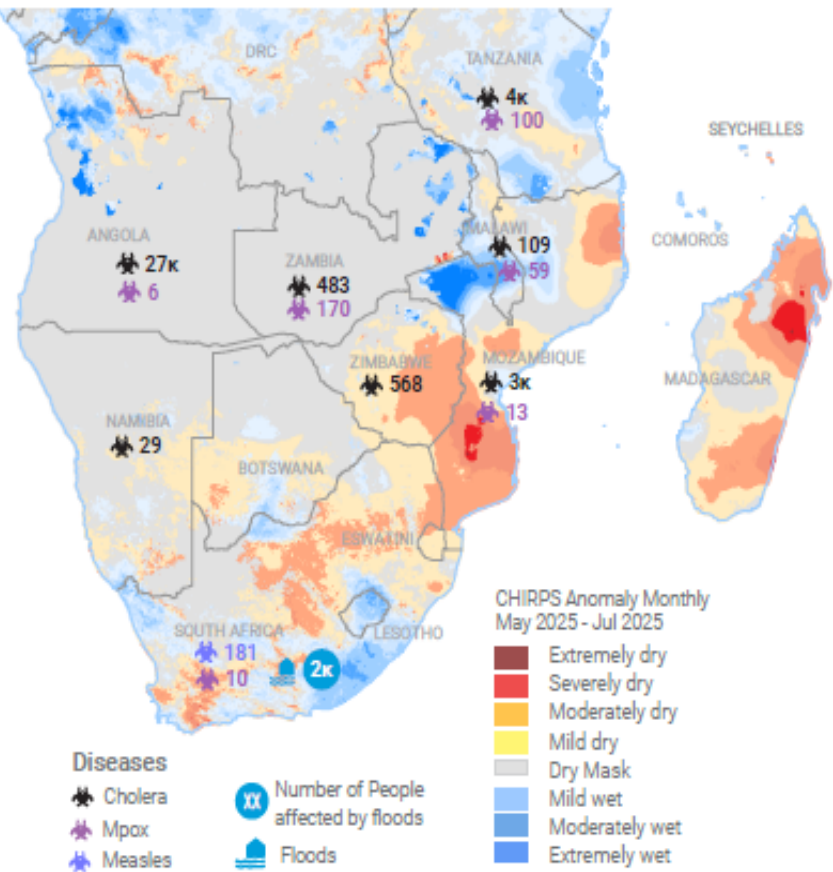 DRC
TANZANIA
4K
100
SEYCHELLES
ANGOLA
27K
6
ZAMBIA
483
170
MALAWI
109
59
COMOROS
ZIMBABWE
568
MOZAMBIQUE
3K
13
MADAGASCAR
NAMIBIA
29
BOTSWANA
ESWATINI
SOUTH AFRICA
181
10
LESOTHO
2K
CHIRPS Anomaly Monthly
May 2025 - Jul 2025
Extremely dry
Severely dry
Moderately dry
Mild dry
Dry Mask
Mild wet
Moderately wet
Extremely wet
Diseases
Cholera
Mpox
Measles
XX
Number of People
affected by floods
Floods